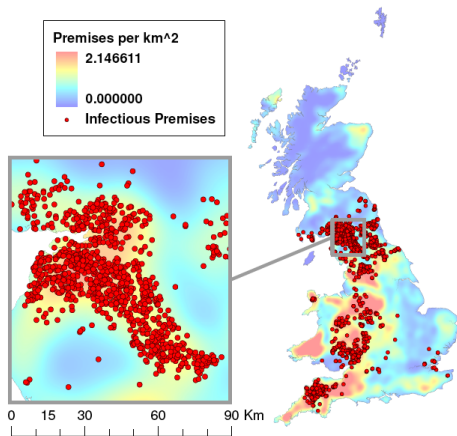 Premises per km^2
2.146611
0.000000
Infectious Premises
0 15 30 60 90 Km